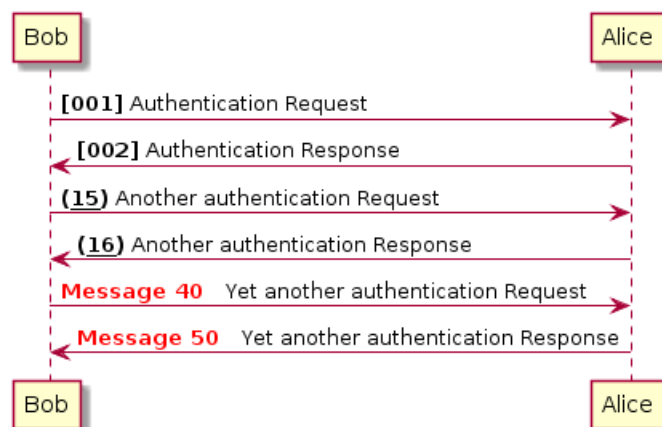 Bob Alice
[001] Authentication Request
[002] Authentication Response
(15) Another authentication Request
(16) Another authentication Response
Message 40 Yet another authentication Request
Message 50 Yet another authentication Response
Bob Alice